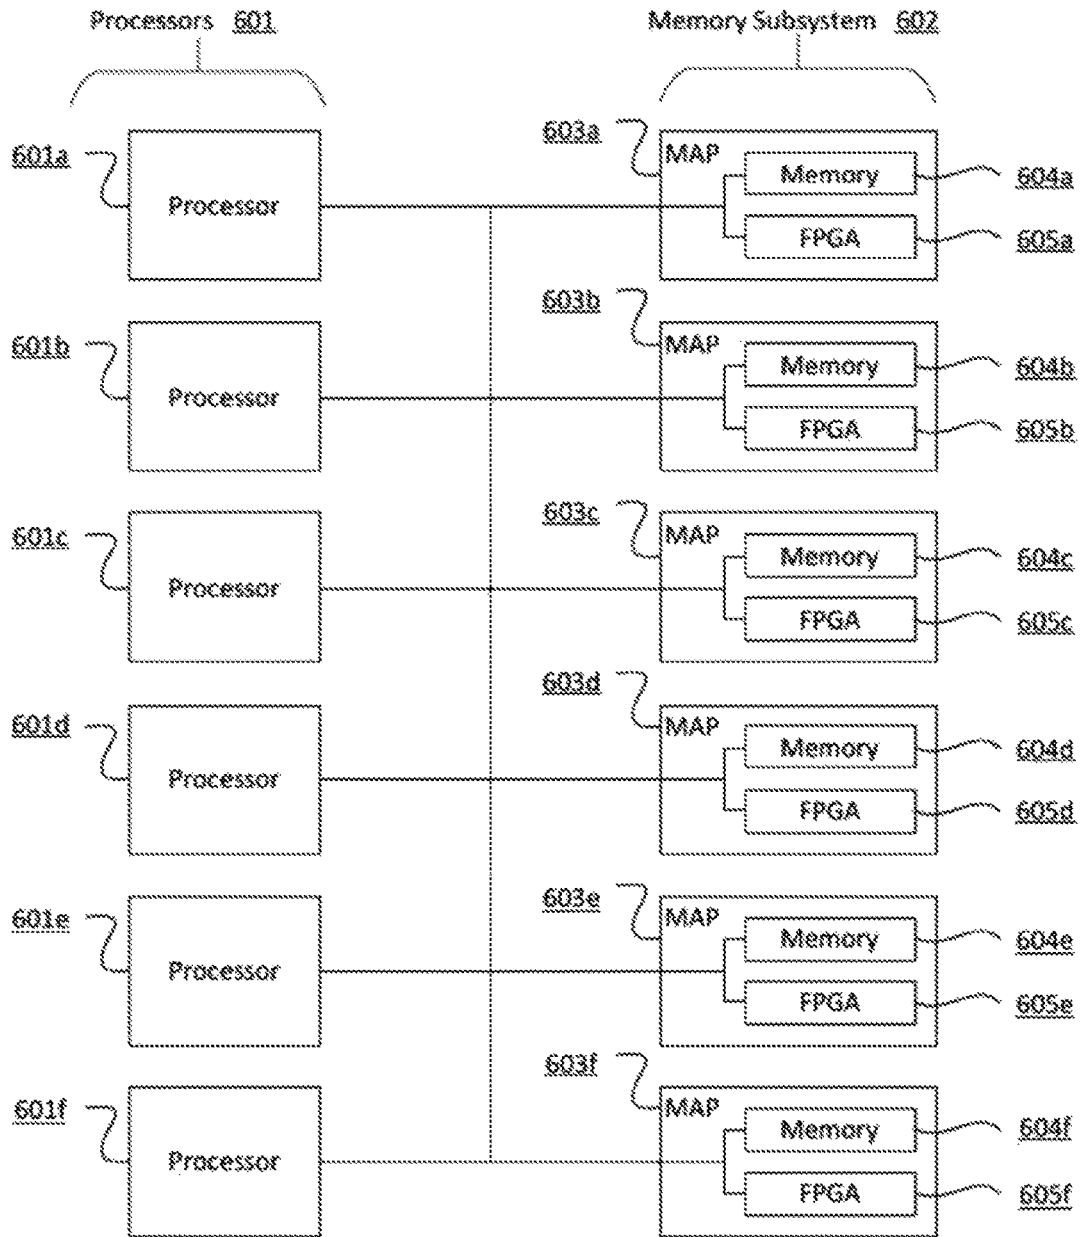 Processors 601
Memory Subsystem 602
601a
Processor
603a
MAP
Memory
604a
FPGA
605a
601b
Processor
603b
MAP
Memory
604b
FPGA
605b
601c
Processor
603c
MAP
Memory
604c
FPGA
605c
601d
Processor
603d
MAP
Memory
604d
FPGA
605d
601e
Processor
603e
MAP
Memory
604e
FPGA
605e
601f
Processor
603f
MAP
Memory
604f
FPGA
605f